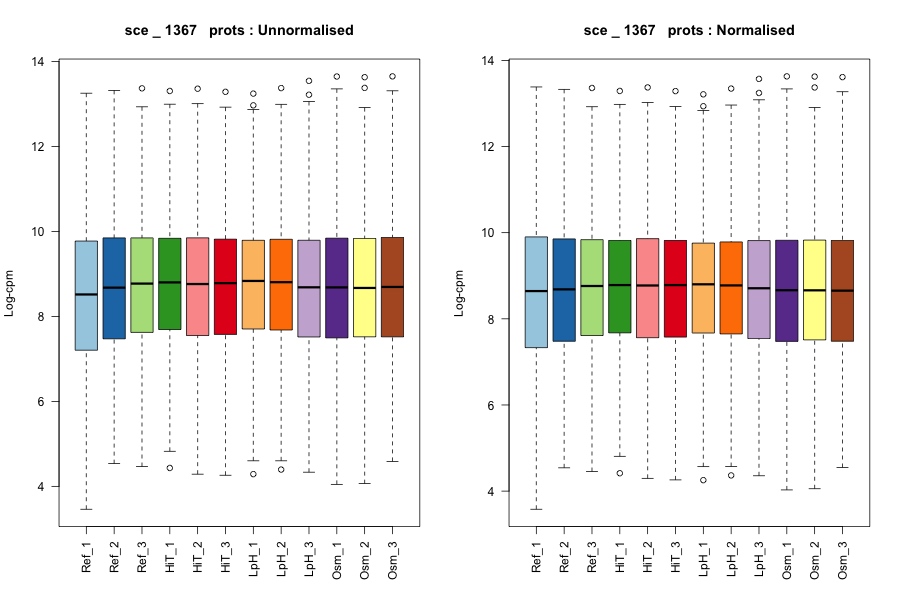 sce _ 1367   prots : Unnormalised
Log-cpm
14
12
10
8
6
4
Ref_1
Ref_2
Ref_3
HiT_1
HiT_2
HiT_3
LpH_1
LpH_2
LpH_3
Osm_1
Osm_2
Osm_3
sce _ 1367   prots : Normalised
Log-cpm
14
12
10
8
6
4
Ref_1
Ref_2
Ref_3
HiT_1
HiT_2
HiT_3
LpH_1
LpH_2
LpH_3
Osm_1
Osm_2
Osm_3